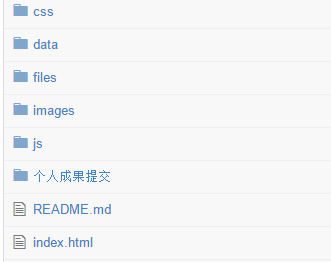 css
data
files
images
js
个人成果提交
README.md
index.html